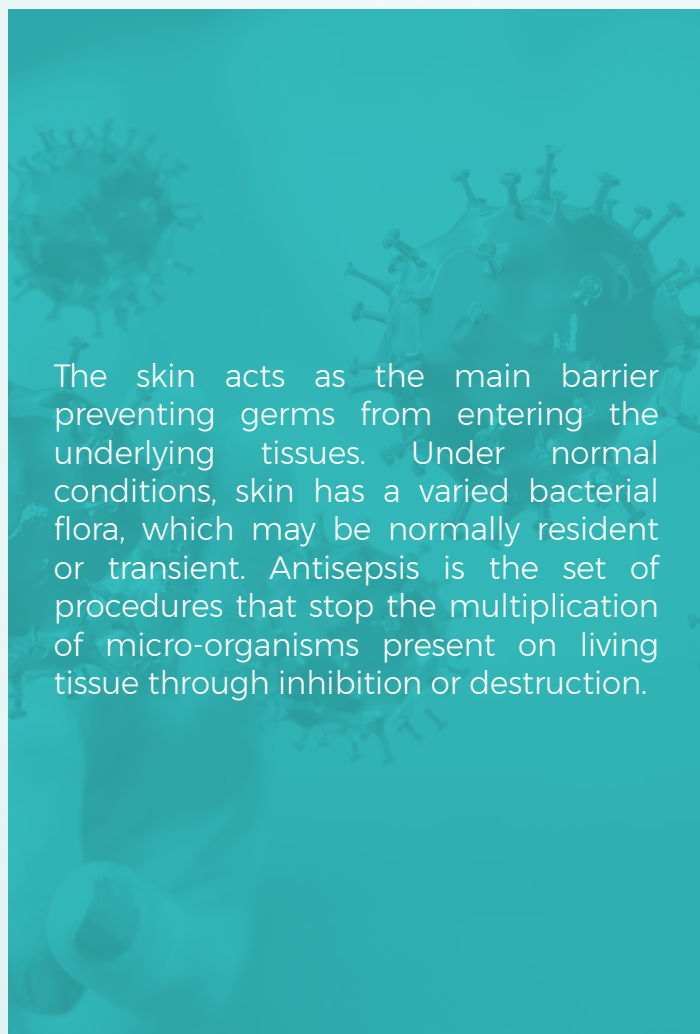 The skin acts as the main barrier
preventing germs from entering the
underlying tissues. Under normal
conditions, skin has a varied bacterial
flora, which may be normally resident
or transient. Antisepsis is the set of
procedures that stop the multiplication
of micro-organisms present on living
tissue through inhibition or destruction.